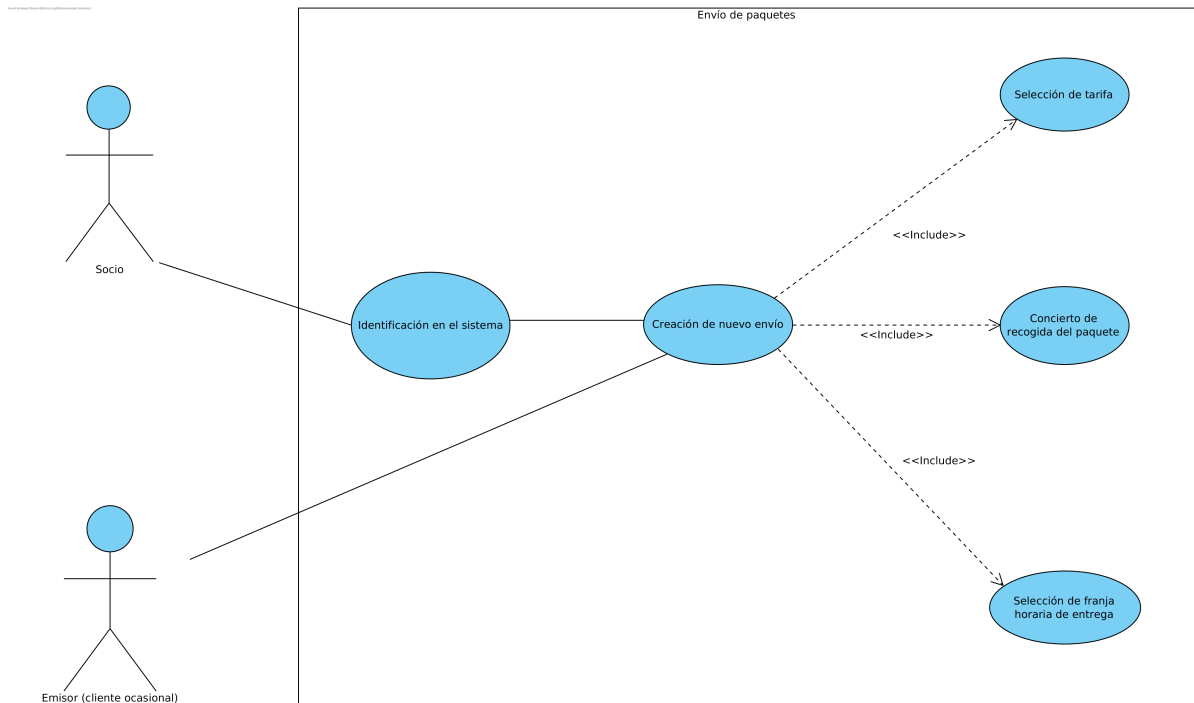 Envío de paquetes
Selección de tarifa
<<Include>>
Socio
Identificación en el sistema
Creación de nuevo envío
Concierto de
recogida del paquete
<<Include>>
<<Include>>
Selección de franja
horaria de entrega
Emisor (cliente ocasional)